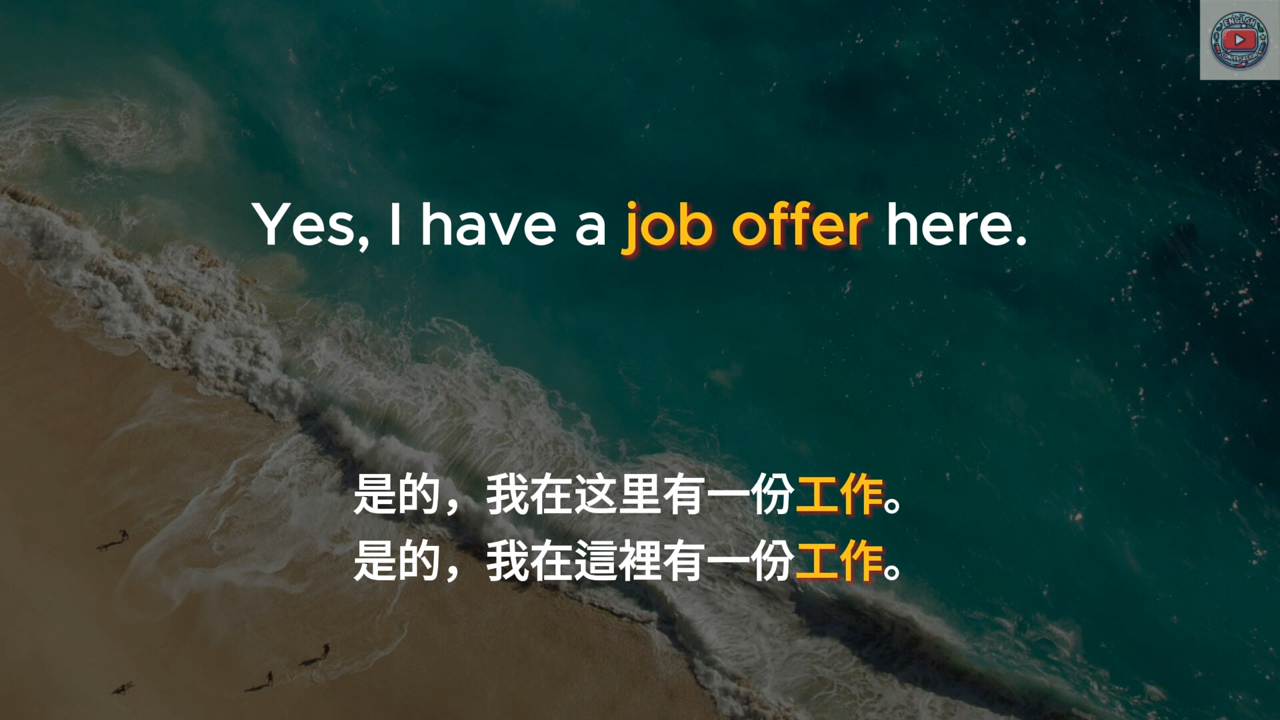 ENGLISH
Yes, I have a job offer here.
是的，我在这里有一份工作。
是的，我在這裡有一份工作。